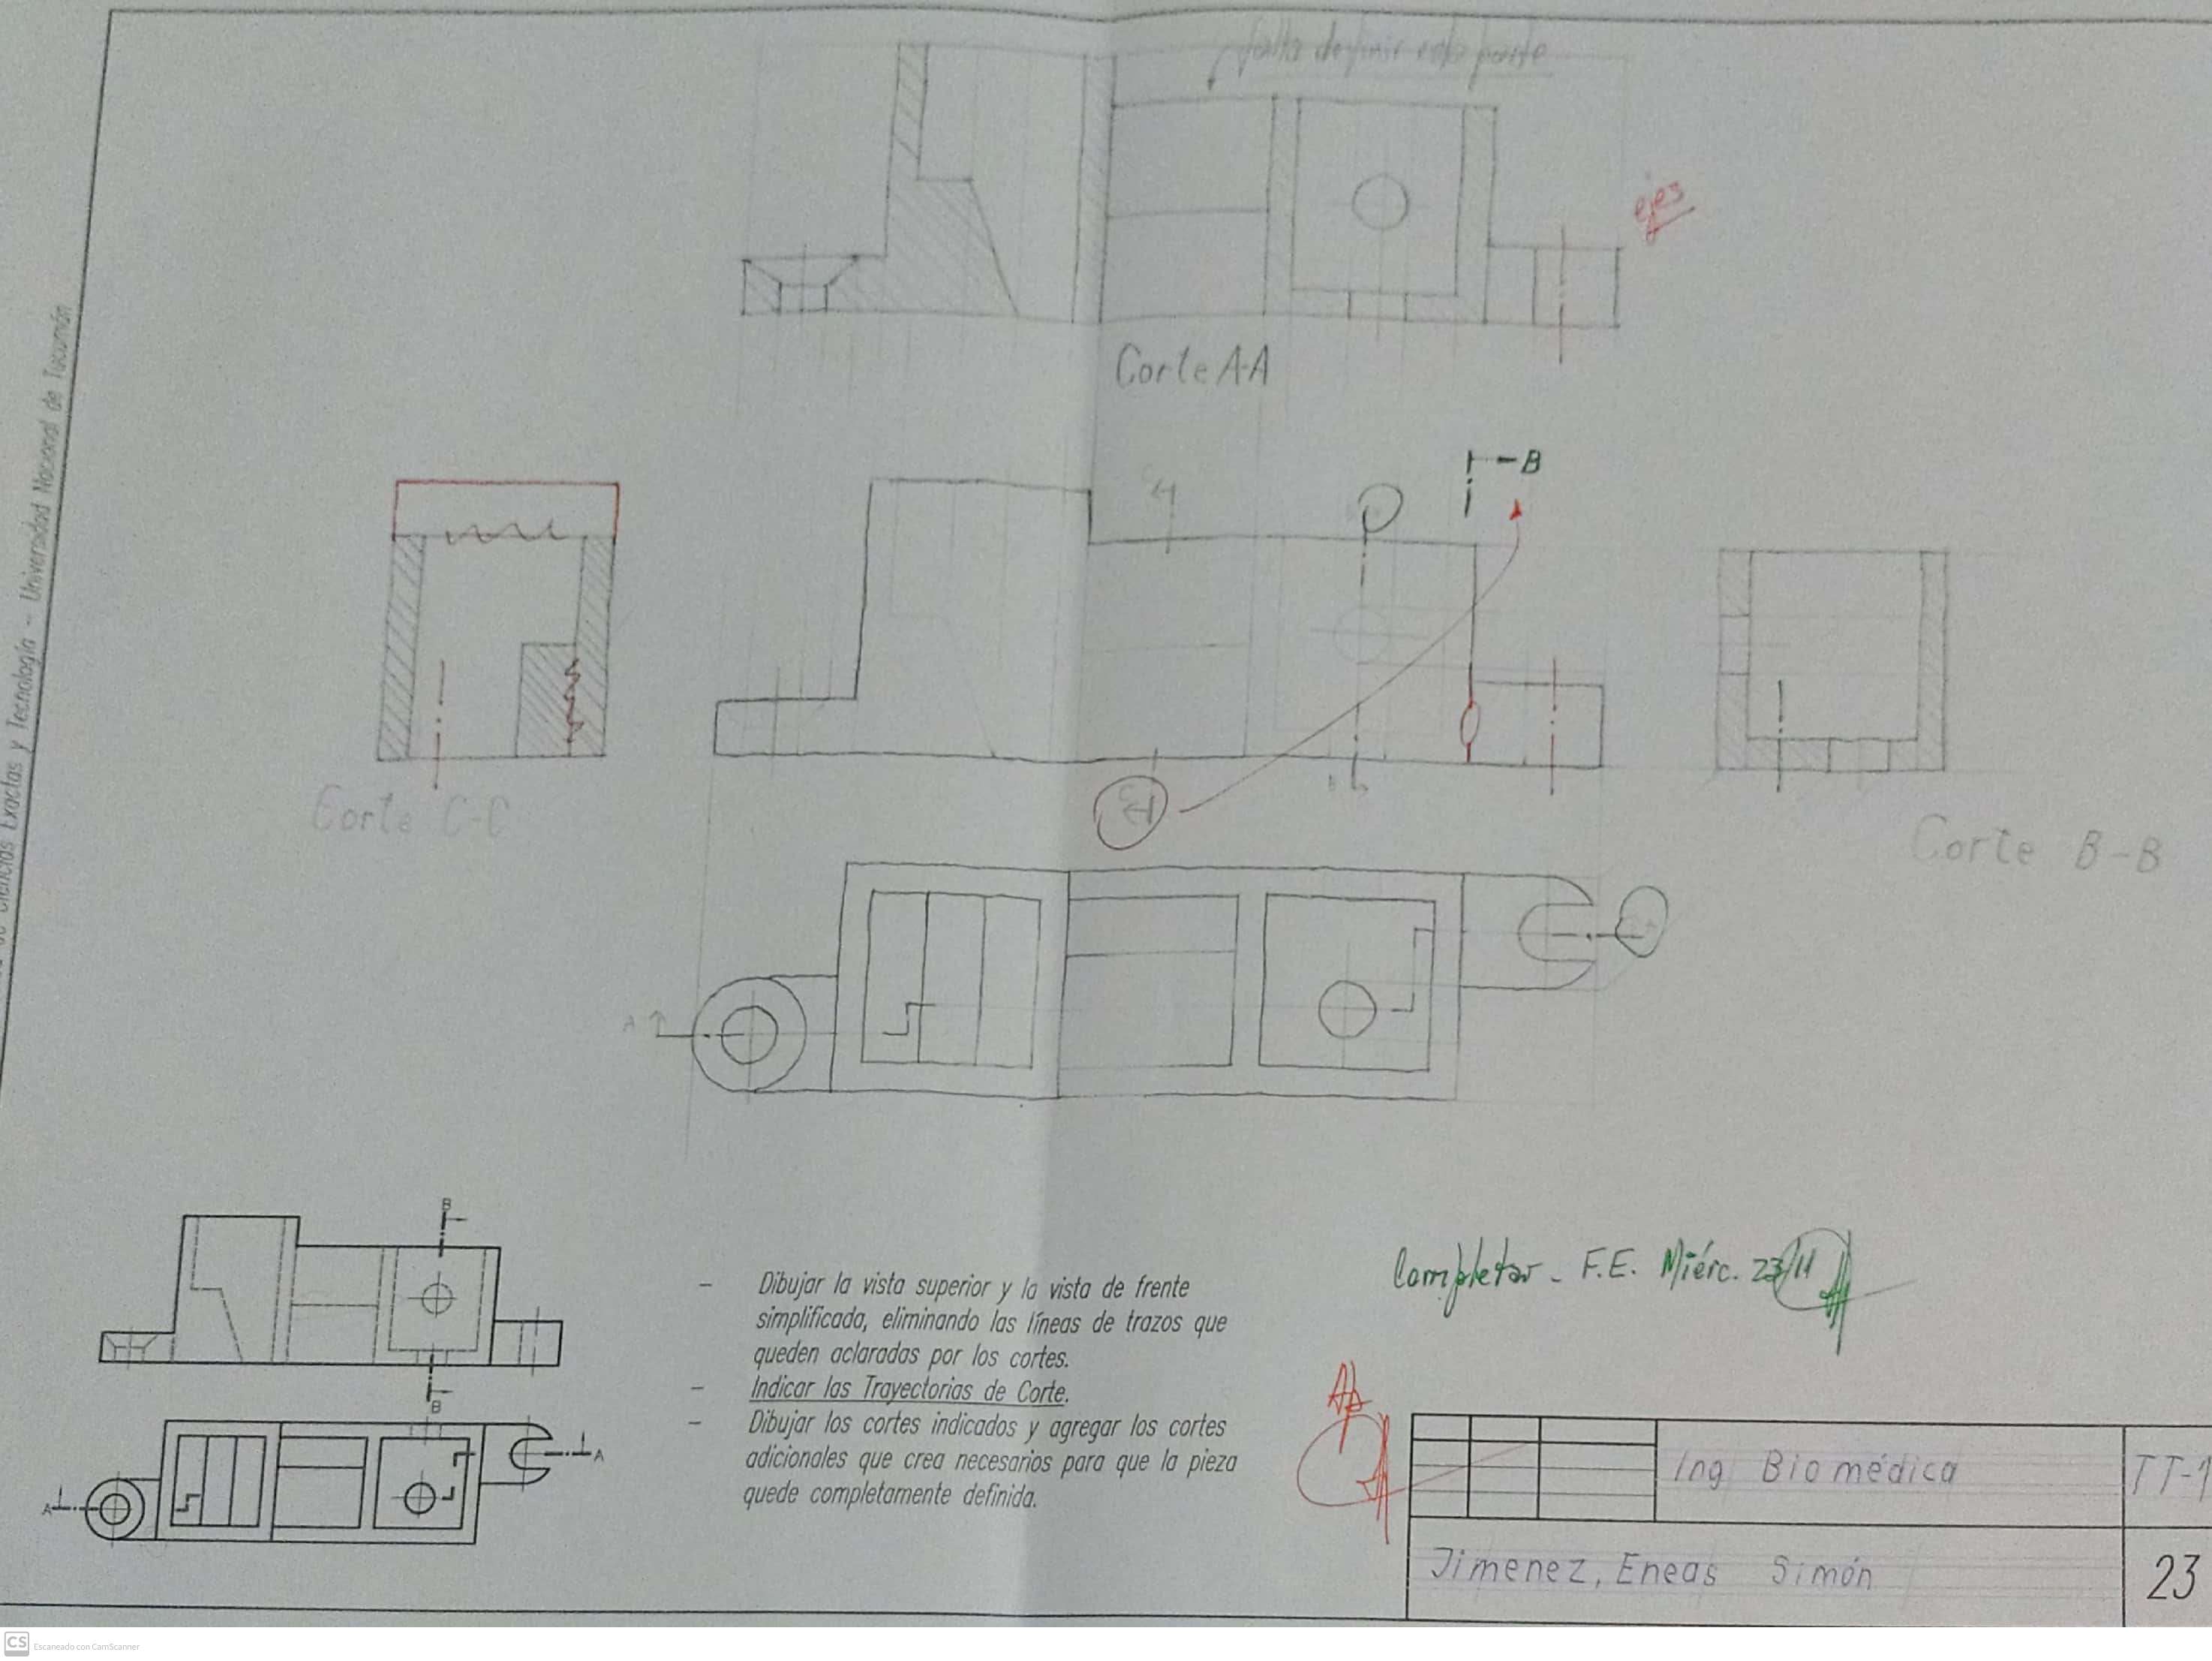 falta definir esta parte
ejes
Corte A-A
B
Corte C-C
Corte B-B
A
de Ciencias Exactas y Tecnología - Universidad Nacional de Tucumán
B
B
A
A
- Dibujar la vista superior y la vista de frente
simplificada, eliminando las líneas de trazos que
queden aclaradas por los cortes.
- Indicar las Trayectorias de Corte.
- Dibujar los cortes indicados y agregar los cortes
adicionales que crea necesarios para que la pieza
quede completamente definida.
Completar - F.E. Miérc. 23/11
Ing Biomédica
TT-1
Jimenez, Eneas Simón
23
CS Escaneado con CamScanner